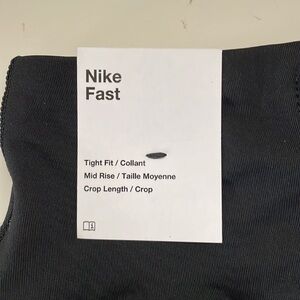 Nike
Fast
Tight Fit / Collant
Mid Rise / Taille Moyenne
Crop Length / Crop